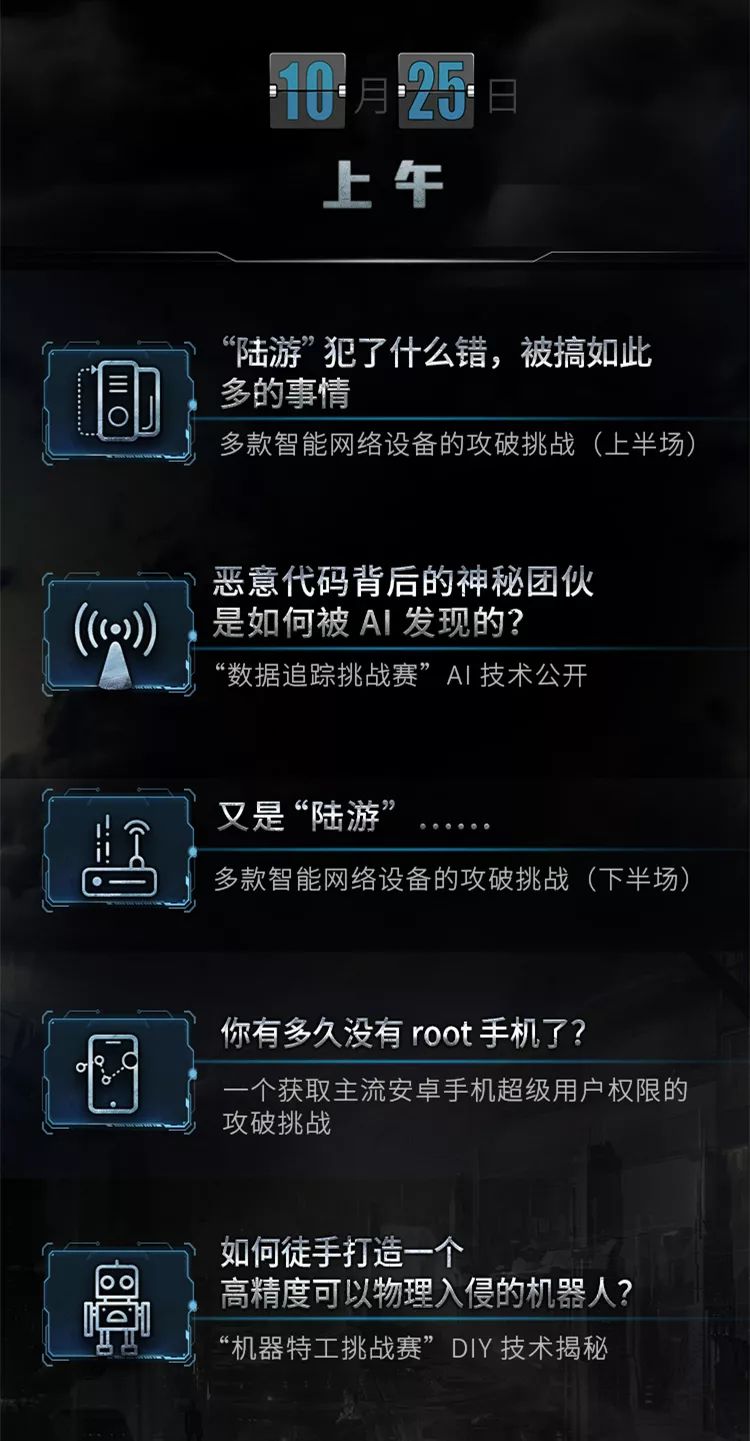 10月25日
上午
“陆游”犯了什么错，被搞如此
多的事情
多款智能网络设备的攻破挑战（上半场）
恶意代码背后的神秘团伙
是如何被 AI 发现的？
“数据追踪挑战赛”AI 技术公开
又是“陆游”……
多款智能网络设备的攻破挑战（下半场）
你有多久没有 root 手机了？
一个获取主流安卓手机超级用户权限的
攻破挑战
如何徒手打造一个
高精度可以物理入侵的机器人？
“机器特工挑战赛”DIY 技术揭秘